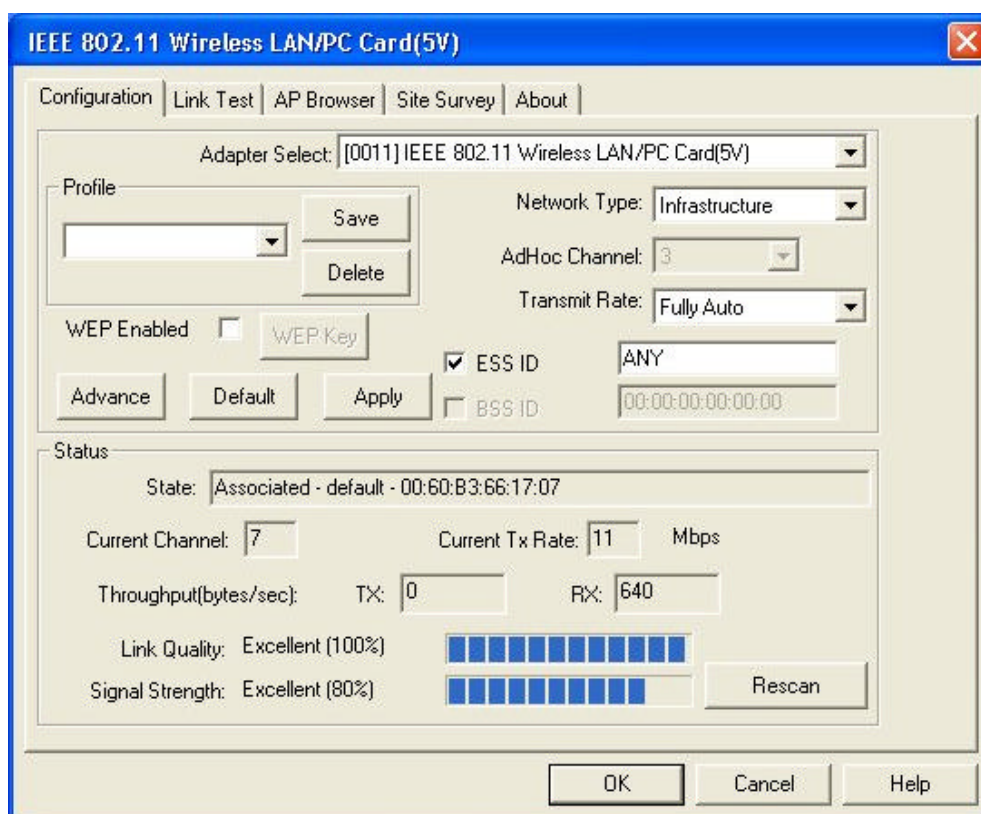 IEEE 802.11 Wireless LAN/PC Card(5V)
Configuration Link Test AP Browser Site Survey About
Adapter Select: [0011] IEEE 802.11 Wireless LAN/PC Card(5V)
Profile
Save
Delete
Network Type: Infrastructure
AdHoc Channel: 3
Transmit Rate: Fully Auto
WEP Enabled WEP Key
ESS ID ANY
Advance Default Apply
BSS ID 00:00:00:00:00:00
Status
State: Associated - default - 00:60:B3:66:17:07
Current Channel: 7 Current Tx Rate: 11 Mbps
Throughput(bytes/sec): TX: 0 RX: 640
Link Quality: Excellent (100%)
Signal Strength: Excellent (80%)
Rescan
OK Cancel Help